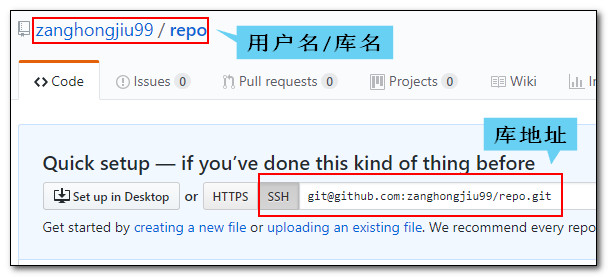 zanghongjiu99 / repo
用户名/库名
Code Issues 0 Pull requests 0 Projects 0 Wiki
库地址
Quick setup — if you've done this kind of thing before
Set up in Desktop or HTTPS SSH git@github.com:zanghongjiu99/repo.git
Get started by creating a new file or uploading an existing file. We recommend every repo